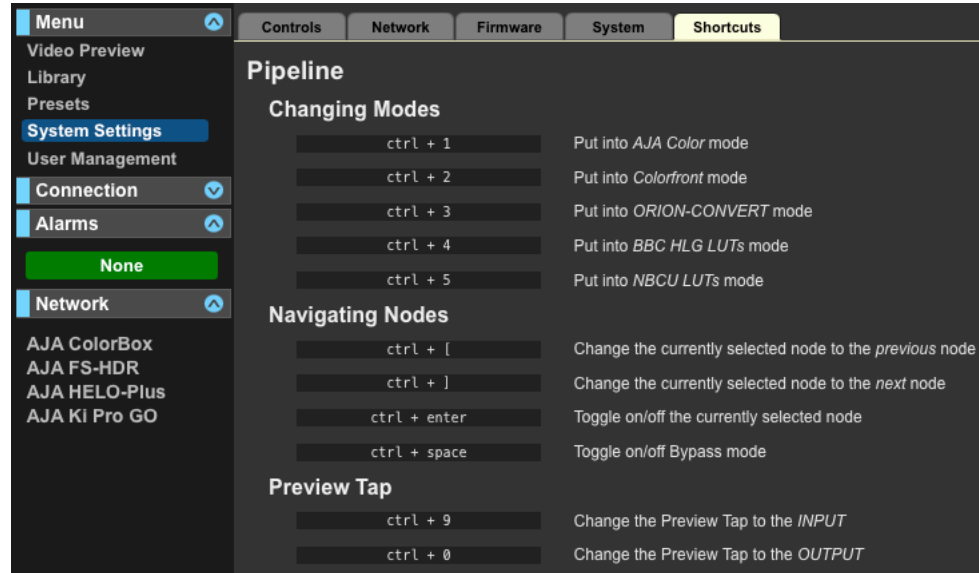 Menu
Video Preview
Library
Presets
System Settings
User Management
Connection
Alarms
None
Network
AJA ColorBox
AJA FS-HDR
AJA HELO-Plus
AJA Ki Pro GO
Controls Network Firmware System Shortcuts
Pipeline
Changing Modes
ctrl + 1 Put into AJA Color mode
ctrl + 2 Put into Colorfront mode
ctrl + 3 Put into ORION-CONVERT mode
ctrl + 4 Put into BBC HLG LUTs mode
ctrl + 5 Put into NBCU LUTs mode
Navigating Nodes
ctrl + [ Change the currently selected node to the previous node
ctrl + ] Change the currently selected node to the next node
ctrl + enter Toggle on/off the currently selected node
ctrl + space Toggle on/off Bypass mode
Preview Tap
ctrl + 9 Change the Preview Tap to the INPUT
ctrl + 0 Change the Preview Tap to the OUTPUT